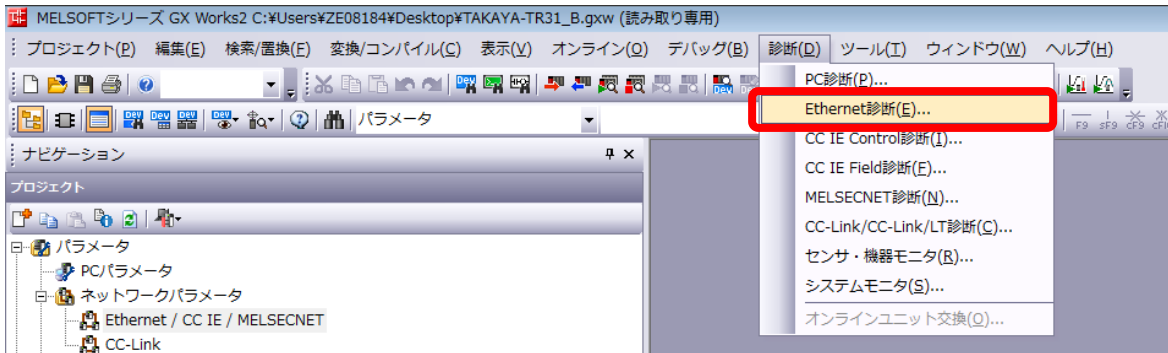 MELSOFTシリーズ GX Works2 C:¥Users¥ZE08184¥Desktop¥TAKAYA-TR31_B.gxw (読み取り専用)
プロジェクト(P) 編集(E) 検索/置換(F) 変換/コンパイル(C) 表示(V) オンライン(O) デバッグ(B) 診断(D) ツール(T) ウィンドウ(W) ヘルプ(H)
PC診断(P)...
Ethernet診断(E)...
CC IE Control診断(I)...
CC IE Field診断(F)...
MELSECNET診断(N)...
CC-Link/CC-Link/LT診断(C)...
センサ・機器モニタ(R)...
システムモニタ(S)...
オンラインユニット交換(O)...
パラメータ
F9 sF9 cF9
ナビゲーション
プロジェクト
パラメータ
PCパラメータ
ネットワークパラメータ
Ethernet / CC IE / MELSECNET
CC-Link